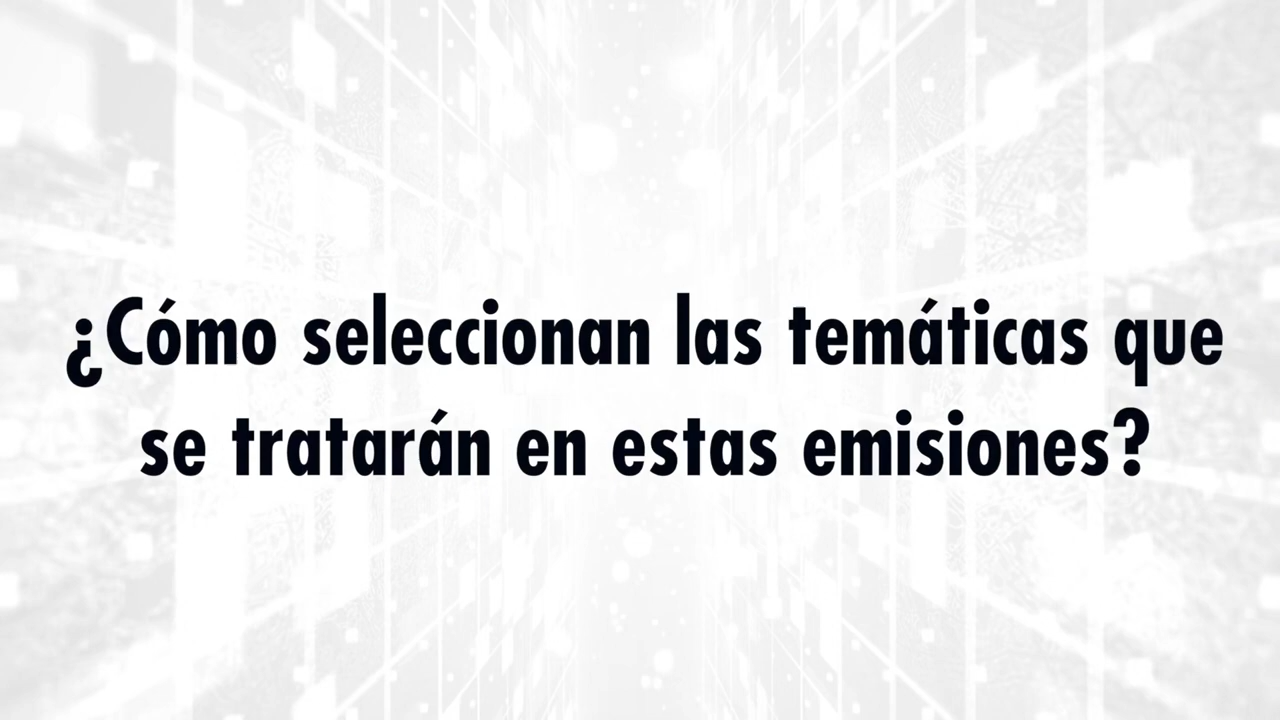 ¿Cómo seleccionan las temáticas que
se tratarán en estas emisiones?